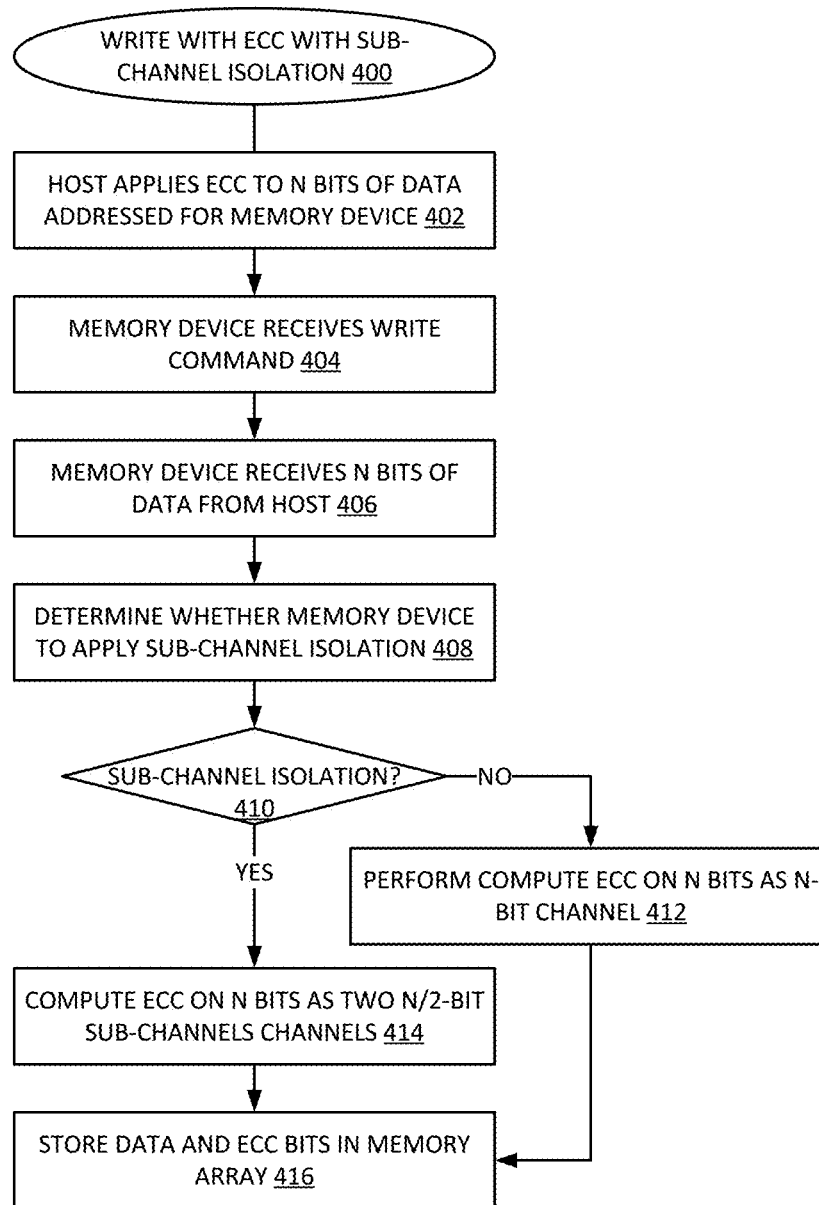 WRITE WITH ECC WITH SUB-
CHANNEL ISOLATION 400
HOST APPLIES ECC TO N BITS OF DATA
ADDRESSED FOR MEMORY DEVICE 402
MEMORY DEVICE RECEIVES WRITE
COMMAND 404
MEMORY DEVICE RECEIVES N BITS OF
DATA FROM HOST 406
DETERMINE WHETHER MEMORY DEVICE
TO APPLY SUB-CHANNEL ISOLATION 408
SUB-CHANNEL ISOLATION?
410
NO
YES
PERFORM COMPUTE ECC ON N BITS AS N-
BIT CHANNEL 412
COMPUTE ECC ON N BITS AS TWO N/2-BIT
SUB-CHANNELS CHANNELS 414
STORE DATA AND ECC BITS IN MEMORY
ARRAY 416